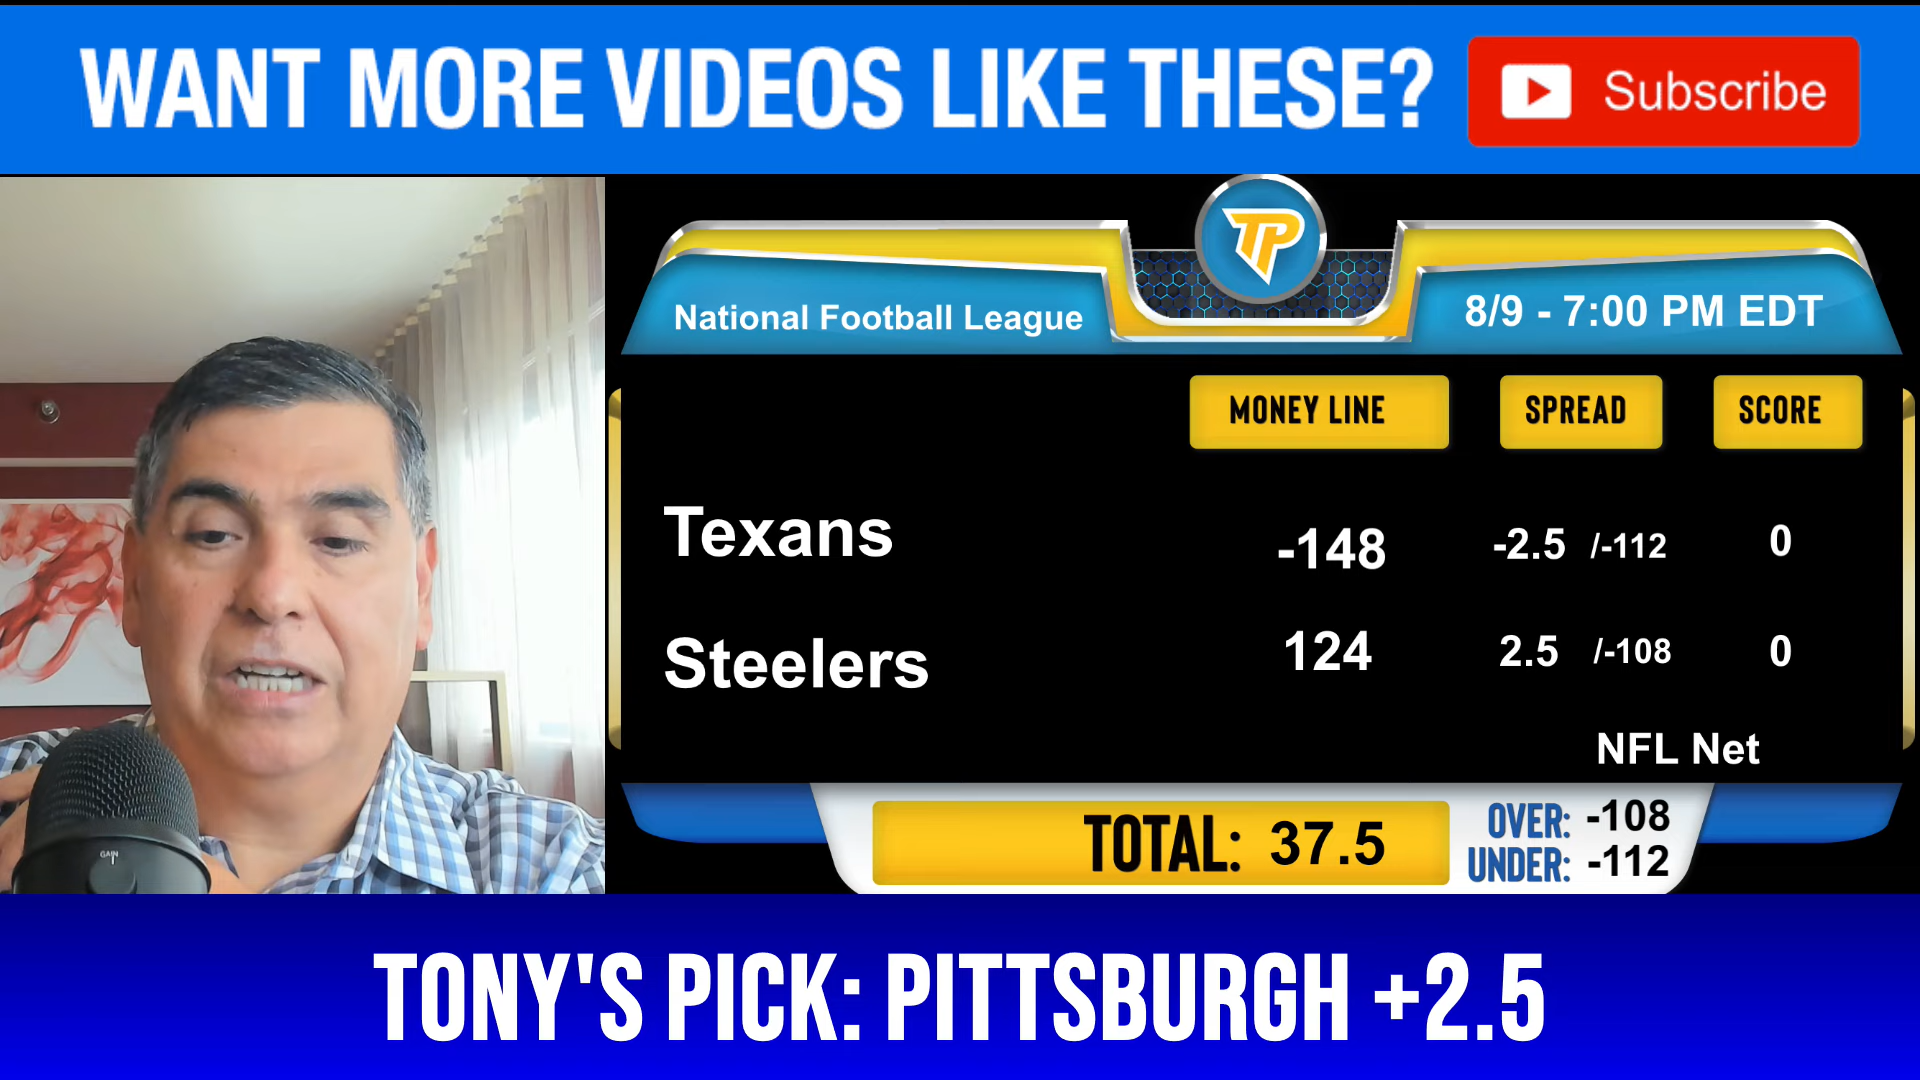 WANT MORE VIDEOS LIKE THESE?
Subscribe
TP
National Football League
8/9 - 7:00 PM EDT
MONEY LINE SPREAD SCORE
Texans -148 -2.5 /-112 0
Steelers 124 2.5 /-108 0
NFL Net
TOTAL: 37.5
OVER: -108
UNDER: -112
GAIN
TONY'S PICK: PITTSBURGH +2.5